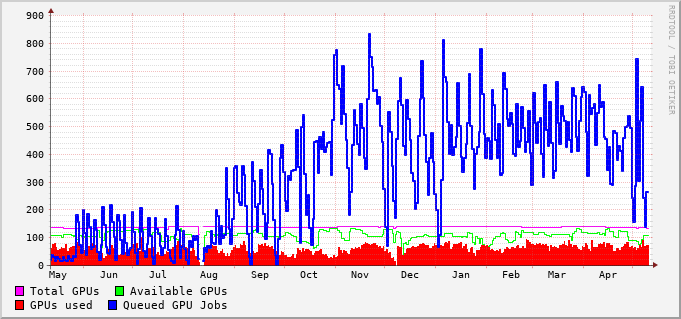 900
800
700
600
500
400
300
200
100
0
May Jun Jul Aug Sep Oct Nov Dec Jan Feb Mar Apr
Total GPUs Available GPUs
GPUs used Queued GPU Jobs
RRDTOOL / TOBI OETIKER